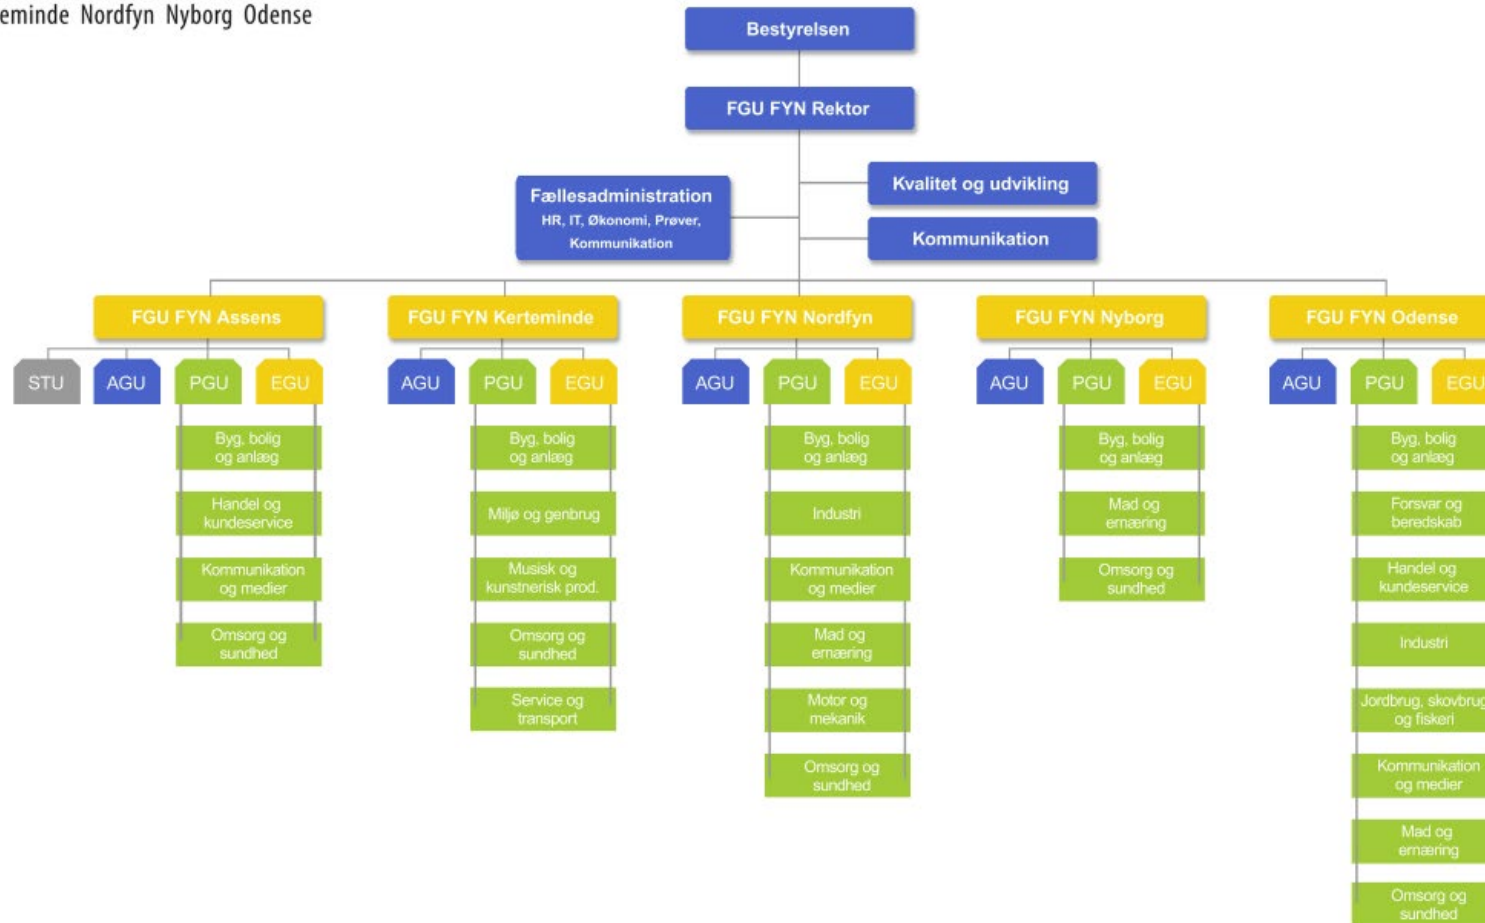 eminde Nordfyn Nyborg Odense
Bestyrelsen
FGU FYN Rektor
Fællesadministration
HR, IT, Økonomi, Prøver,
Kommunikation
Kvalitet og udvikling
Kommunikation
FGU FYN Assens
STU
AGU
PGU
EGU
Byg, bolig
og anlæg
Handel og
kundeservice
Kommunikation
og medier
Omsorg og
sundhed
FGU FYN Kerteminde
AGU
PGU
EGU
Byg, bolig
og anlæg
Miljø og genbrug
Musisk og
kunstnerisk prod.
Omsorg og
sundhed
Service og
transport
FGU FYN Nordfyn
AGU
PGU
EGU
Byg, bolig
og anlæg
Industri
Kommunikation
og medier
Mad og
ernæring
Motor og
mekanik
Omsorg og
sundhed
FGU FYN Nyborg
AGU
PGU
EGU
Byg, bolig
og anlæg
Mad og
ernæring
Omsorg og
sundhed
FGU FYN Odense
AGU
PGU
EGU
Byg, bolig
og anlæg
Forsvar og
beredskab
Handel og
kundeservice
Industri
Jordbrug, skovbrug
og fiskeri
Kommunikation
og medier
Mad og
ernæring
Omsorg og
sundhed